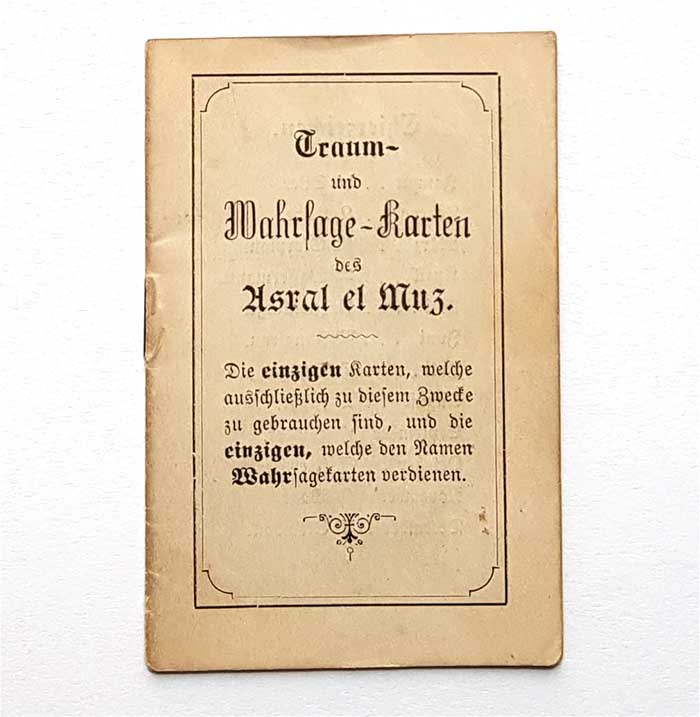 Traum-
und
Wahrsage-Karten
des
Asral el Muz.
Die einzigen Karten, welche
ausschließlich zu diesem Zwecke
zu gebrauchen sind, und die
einzigen, welche den Namen
Wahrsagekarten verdienen.